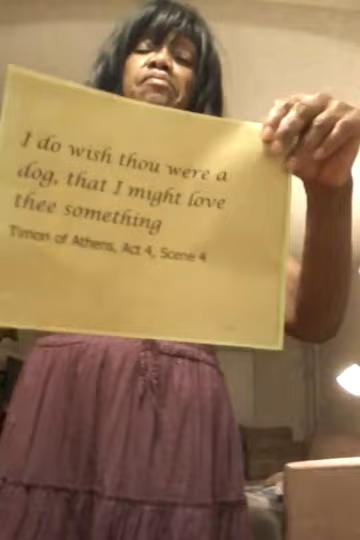 I do wish thou were a
dog, that I might love
thee something
Timon of Athens, Act 4, Scene 4